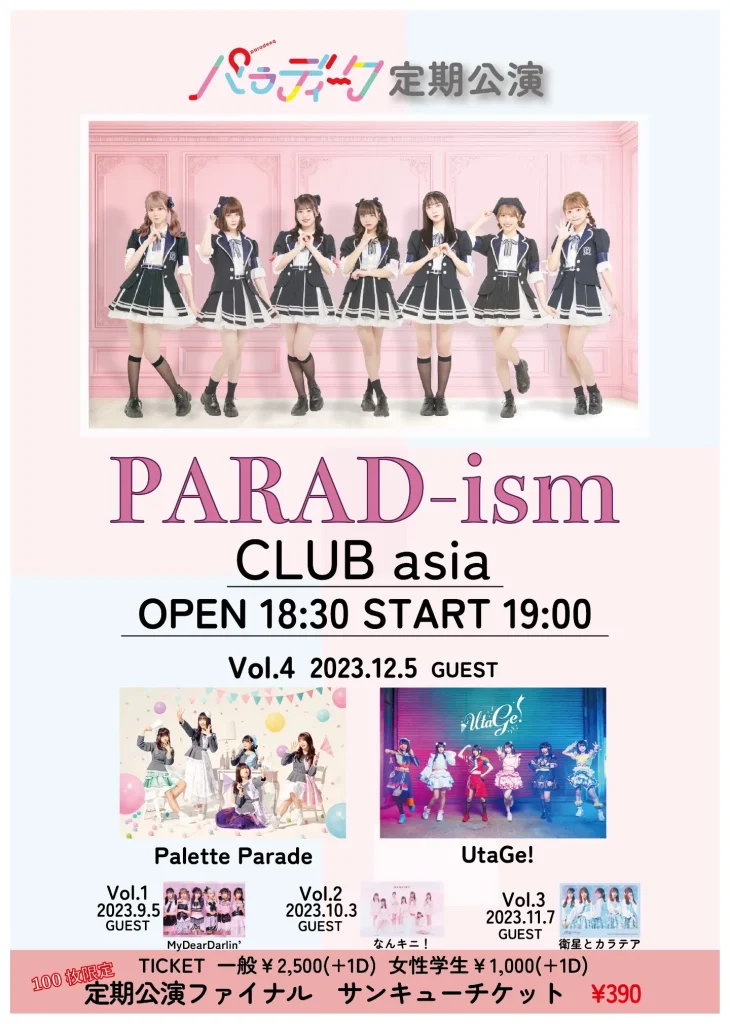 paradeea
パラディーク 定期公演
PARAD-ism
CLUB asia
OPEN 18:30 START 19:00
Vol.4 2023.12.5 GUEST
UtaGe!
Palette Parade
UtaGe!
Vol.1
2023.9.5
GUEST
MyDearDarlin'
Vol.2
2023.10.3
GUEST
なんキニ！
Vol.3
2023.11.7
GUEST
衛星とカラテア
TICKET 一般￥2,500(+1D) 女性学生￥1,000(+1D)
100枚限定
定期公演ファイナル サンキューチケット ¥390